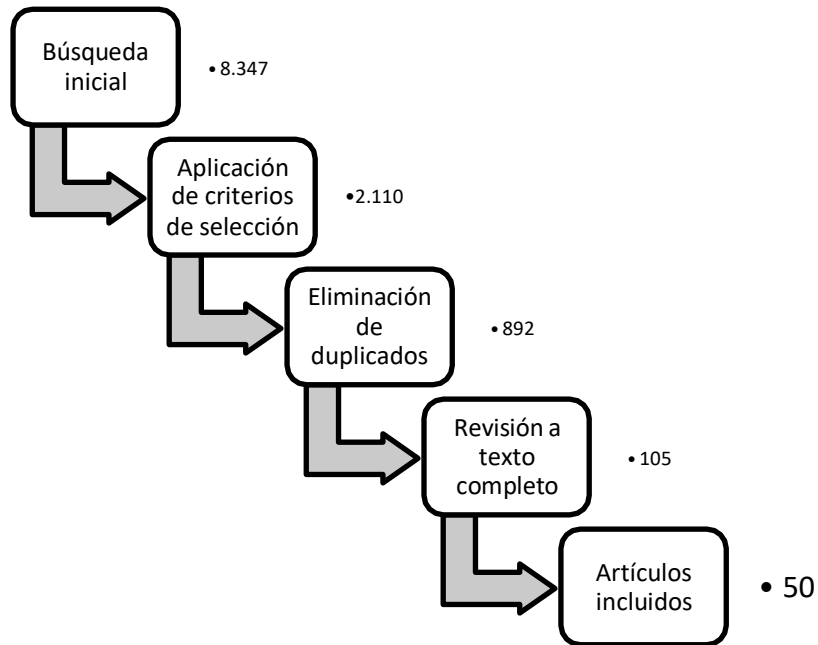 Búsqueda
inicial
• 8.347
Aplicación
de criterios
de selección
•2.110
Eliminación
de
duplicados
• 892
Revisión a
texto
completo
• 105
Artículos
incluidos
• 50